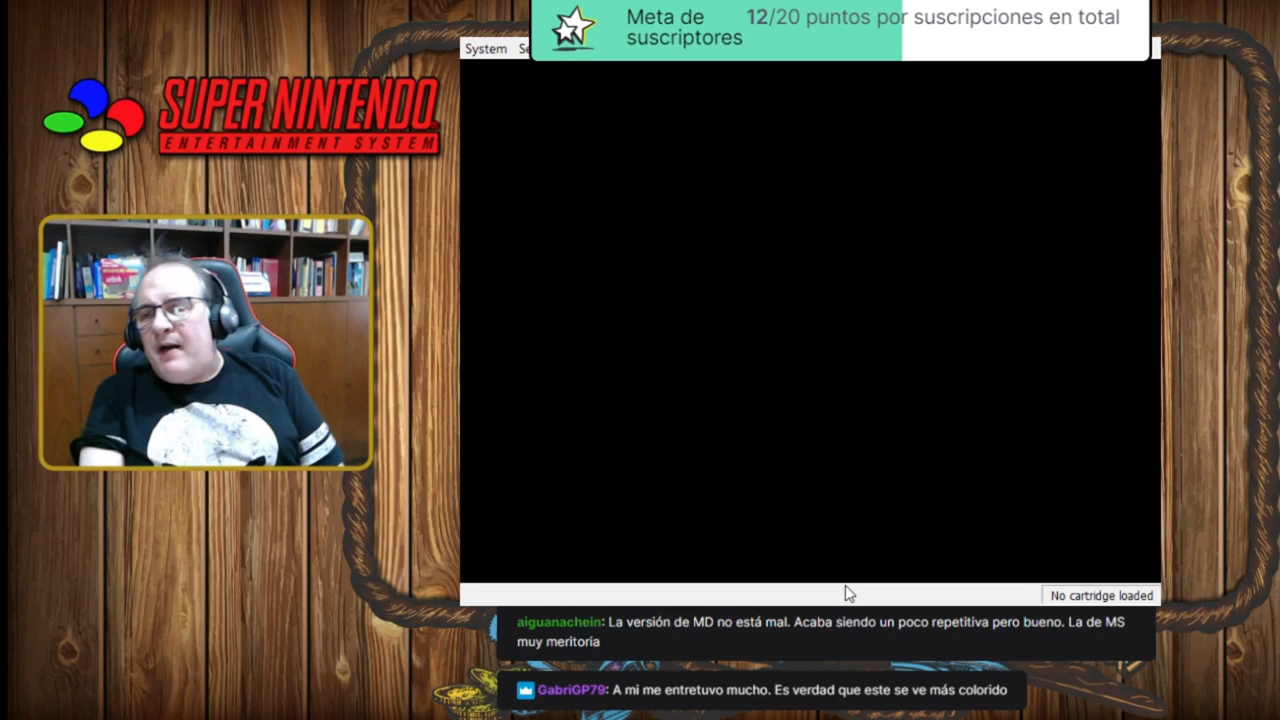 Meta de
suscriptores
12/20 puntos por suscripciones en total
System
SUPER NINTENDO
ENTERTAINMENT SYSTEM
No cartridge loaded
aiguanachein: La versión de MD no está mal. Acaba siendo un poco repetitiva pero bueno. La de MS
muy meritoria
GabriGP79: A mi me entretuvo mucho. Es verdad que este se ve más colorido